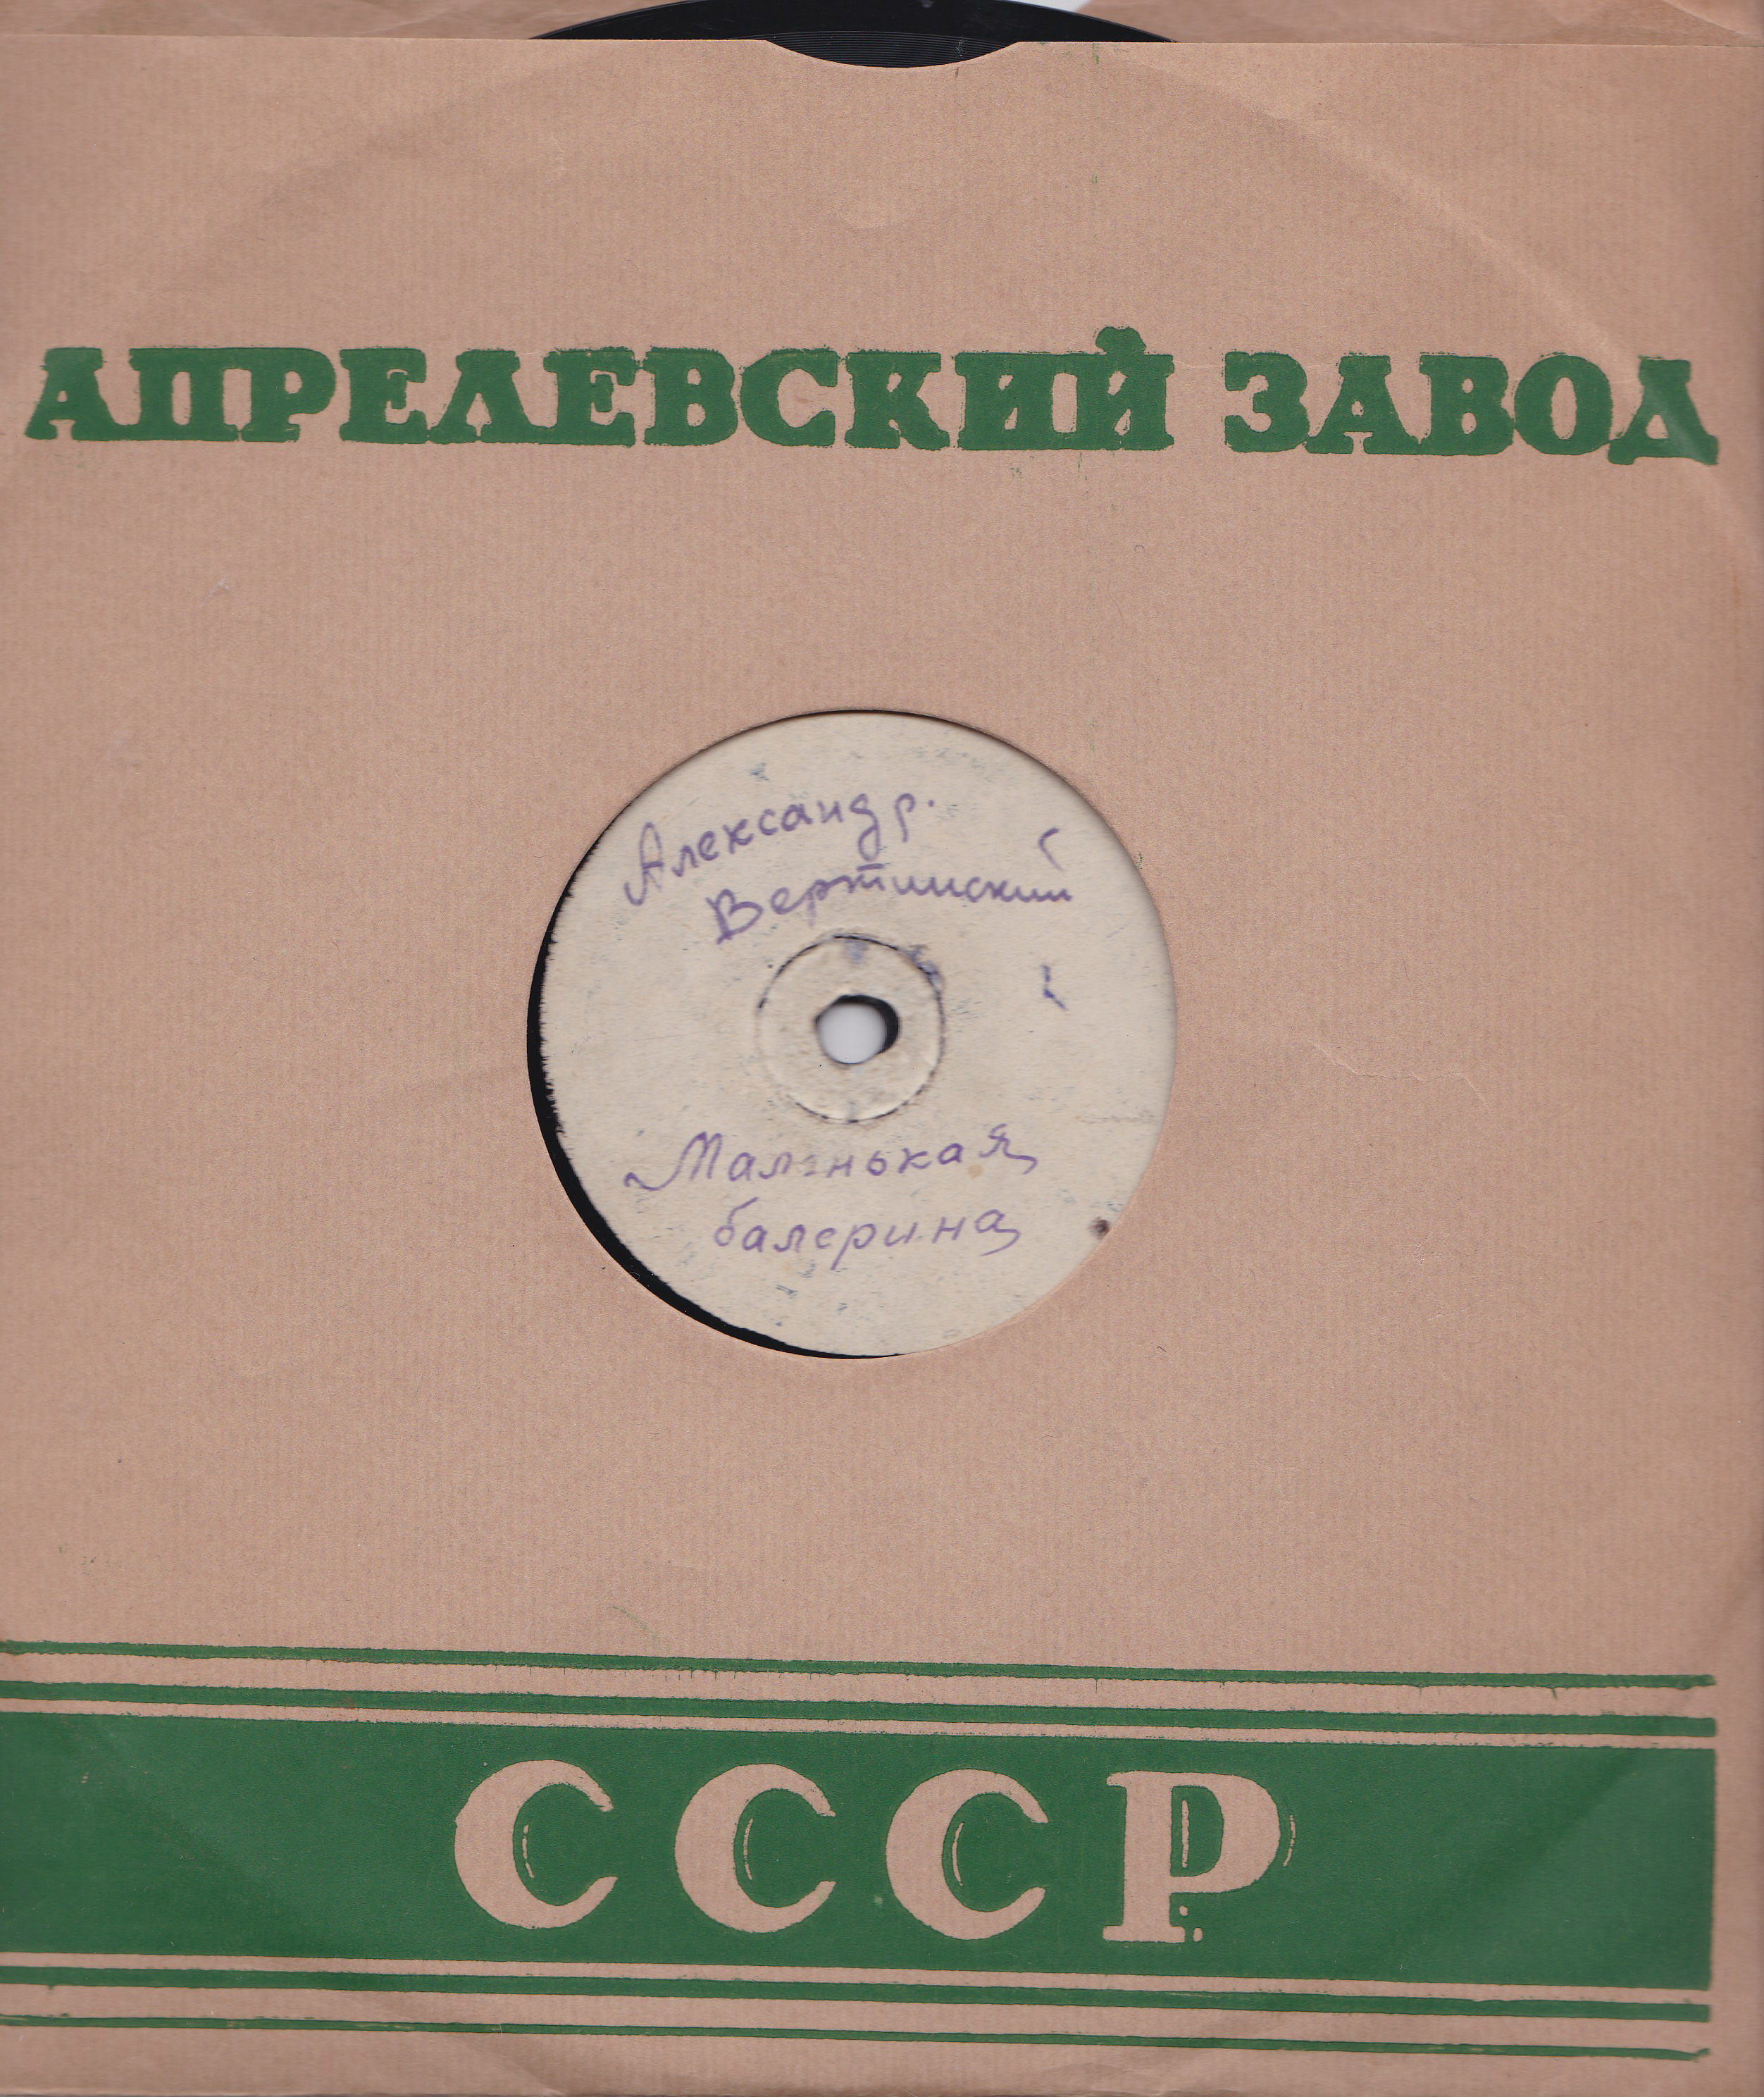 АПРЕЛЕВСКИЙ ЗАВОД
Александр.
Вертинский
Маленькая
балерина
СССР